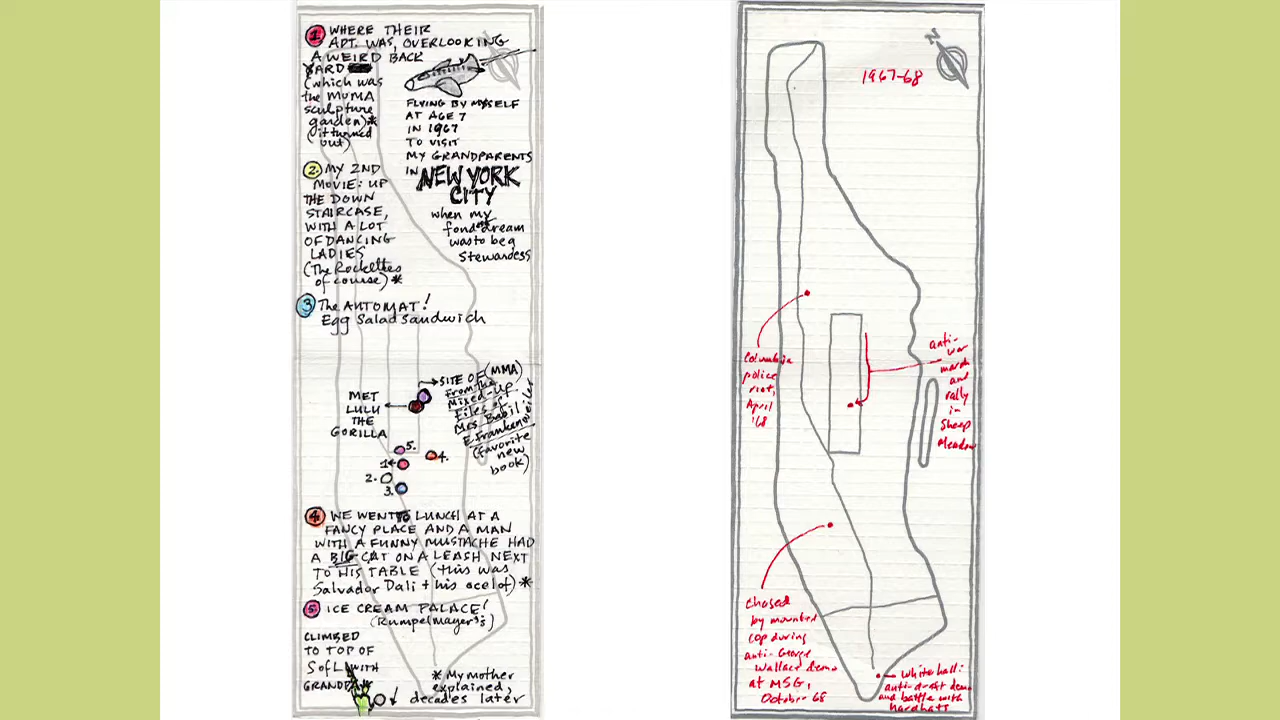 1 WHERE THEIR
APT. WAS, OVERLOOKING
A WEIRD BACK
YARD
(which was
the MUMA
sculpture
garden)*
(it turned
out)
FLYING BY MYSELF
AT AGE 7
IN 1967
TO VISIT
MY GRANDPARENTS
IN NEW YORK
CITY
when my
fondest dream
was to be a
Stewardess
2. MY 2ND
MOVIE: UP
THE DOWN
STAIRCASE,
WITH A LOT
OF DANCING
LADIES
(The Rockettes
of course)*
3 The AUTOMAT!
Egg Salad Sandwich
SITE OF (MMA)
From the
Mixed-up
Files of
Mrs Basil
E. Frankenweiler
(favorite
new
book)
MET
LULU
THE
GORILLA
5.
1
4.
2.
3.
4 WE WENT TO LUNCH AT A
FANCY PLACE AND A MAN
WITH A FUNNY MUSTACHE HAD
A BIG CAT ON A LEASH NEXT
TO HIS TABLE (this was
Salvador Dali + his ocelot)*
5 ICE CREAM PALACE!
(Rumpelmayer's)
CLIMBED
TO TOP OF
S of L WITH
GRANDPA
* My mother
explained,
decades later
N
1967-68
Columbia
police
riot,
April
'68
anti-
war
march
and
rally
in
Sheep
Meadow
chased
by mounted
cop during
anti-George
Wallace demo
at MSG,
October 68
Whitehall:
anti-draft demo
and battle with
hardhats